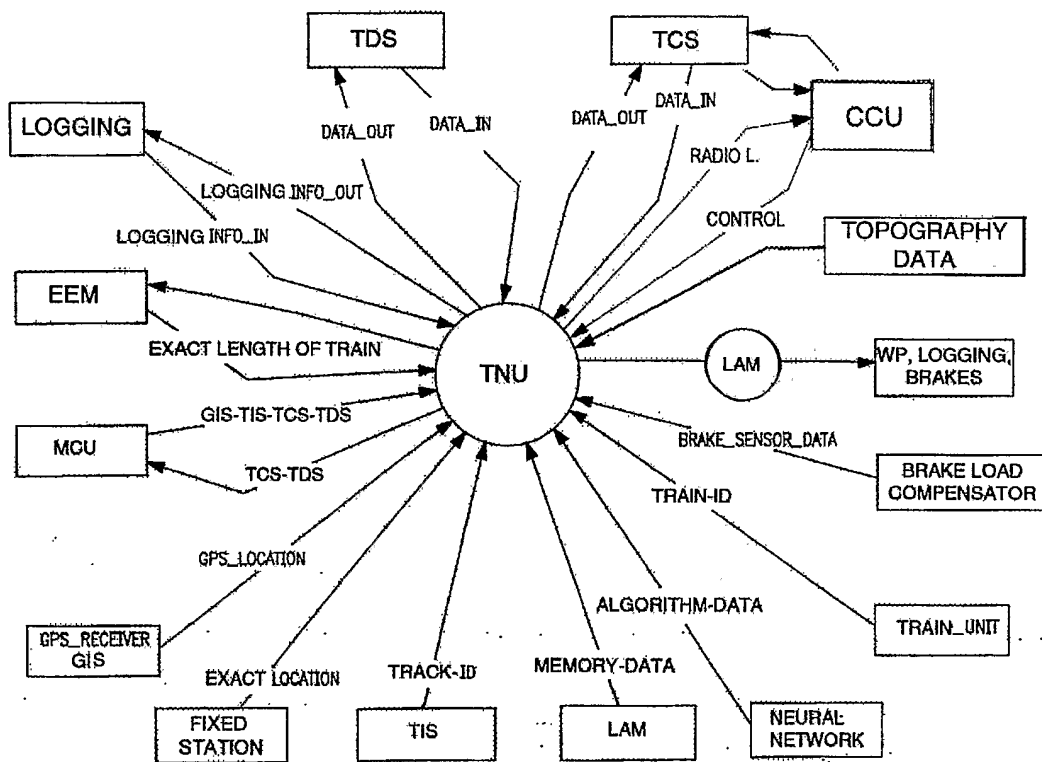 TDS
TCS
LOGGING
CCU
DATA_OUT
DATA_IN
DATA_OUT
DATA_IN
RADIO L.
LOGGING INFO_OUT
LOGGING INFO_IN
CONTROL
TOPOGRAPHY
DATA
EEM
EXACT LENGTH OF TRAIN
TNU
LAM
WP, LOGGING,
BRAKES
GIS-TIS-TCS-TDS
MCU
TCS-TDS
BRAKE_SENSOR_DATA
BRAKE LOAD
COMPENSATOR
TRAIN-ID
GPS_LOCATION
ALGORITHM-DATA
TRAIN_UNIT
GPS_RECEIVER
GIS
EXACT LOCATION
TRACK-ID
MEMORY-DATA
FIXED
STATION
TIS
LAM
NEURAL
NETWORK